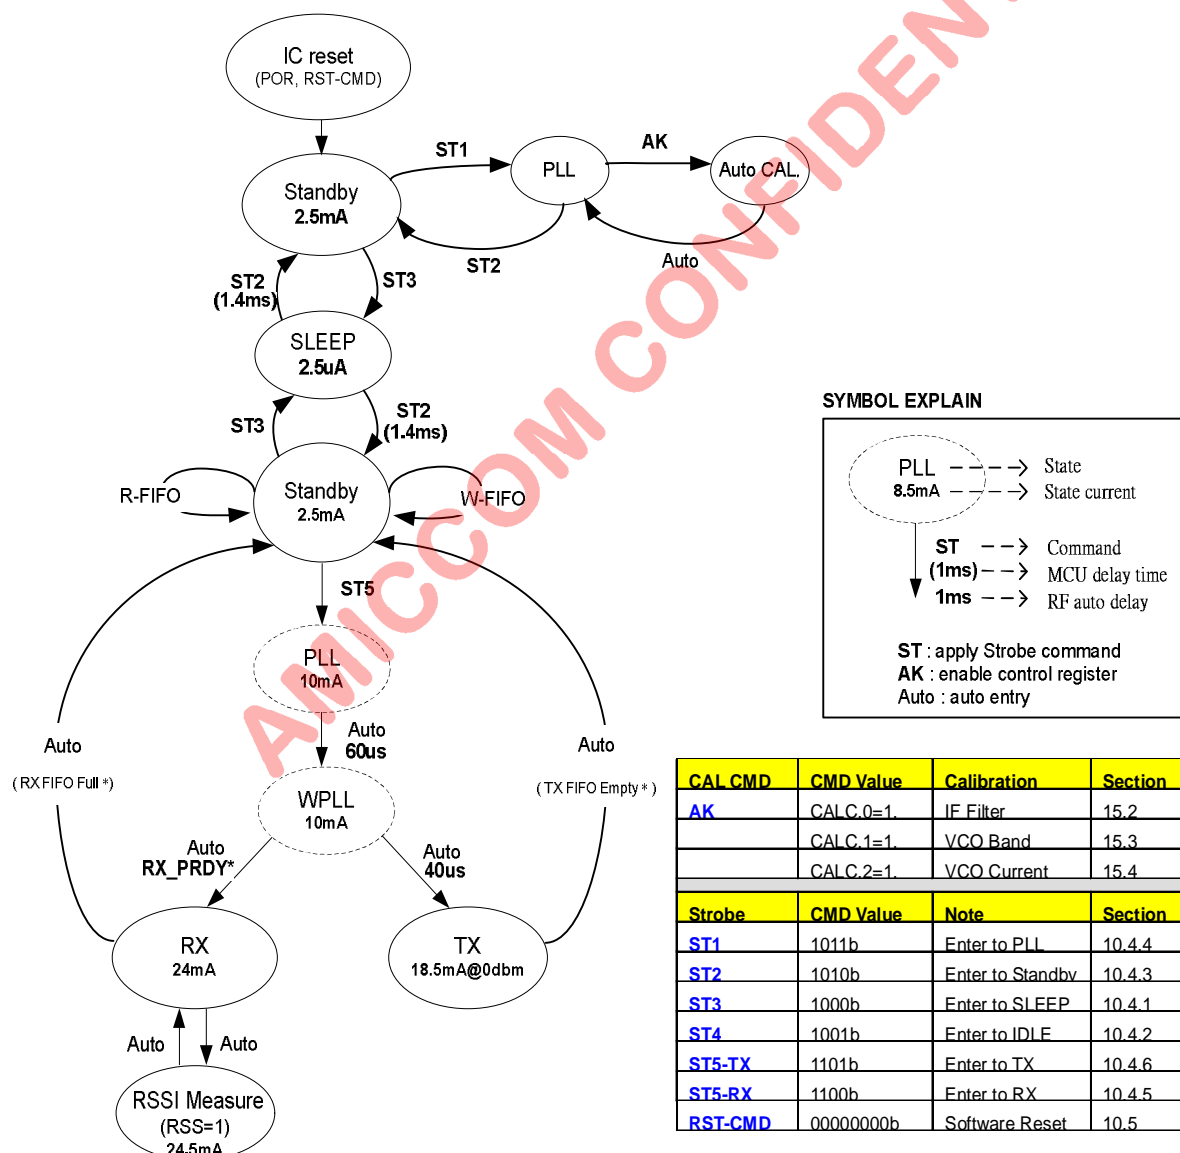 IC reset
(POR, RST-CMD)
ST1
PLL
AK
Auto CAL.
Standby
2.5mA
ST2
Auto
ST2
(1.4ms)
ST3
SLEEP
2.5uA
ST3
ST2
(1.4ms)
R-FIFO
Standby
2.5mA
W-FIFO
ST5
PLL
10mA
Auto
60us
Auto
(RX FIFO Full *)
WPLL
10mA
Auto
(TX FIFO Empty *)
Auto
RX_PRDY*
Auto
40us
RX
24mA
TX
18.5mA@0dbm
Auto
Auto
RSSI Measure
(RSS=1)
24.5mA
SYMBOL EXPLAIN
PLL State
8.5mA State current
ST Command
(1ms) MCU delay time
1ms RF auto delay
ST : apply Strobe command
AK : enable control register
Auto : auto entry
CAL CMD CMD Value Calibration Section
AK CALC.0=1. IF Filter 15.2
CALC.1=1. VCO Band 15.3
CALC.2=1. VCO Current 15.4
Strobe CMD Value Note Section
ST1 1011b Enter to PLL 10.4.4
ST2 1010b Enter to Standby 10.4.3
ST3 1000b Enter to SLEEP 10.4.1
ST4 1001b Enter to IDLE 10.4.2
ST5-TX 1101b Enter to TX 10.4.6
ST5-RX 1100b Enter to RX 10.4.5
RST-CMD 00000000b Software Reset 10.5
AMICCOM CONFIDEN